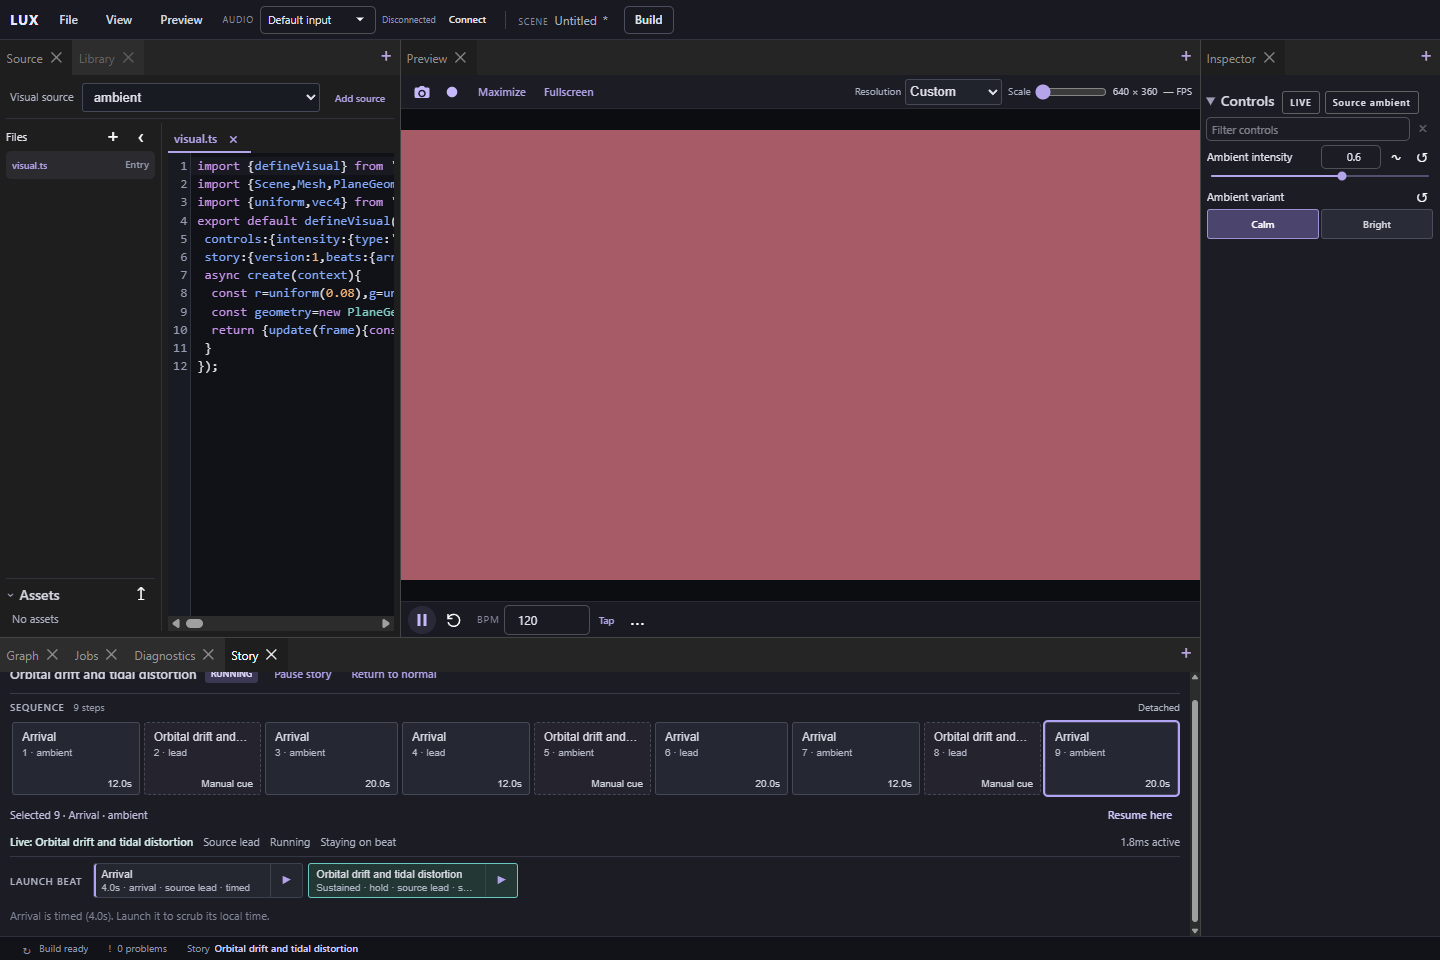 LUX File View Preview AUDIO Default input Disconnected Connect SCENE Untitled * Build
Source Library +
Visual source ambient Add source
Files + ‹
visual.ts Entry
visual.ts ×
1 import {defineVisual} from '
2 import {Scene,Mesh,PlaneGeom
3 import {uniform,vec4} from '
4 export default defineVisual(
5 controls:{intensity:{type:'
6 story:{version:1,beats:{arr
7 async create(context){
8 const r=uniform(0.08),g=un
9 const geometry=new PlaneGe
10 return {update(frame){cons
11 }
12 });
Assets
No assets
Preview +
Maximize Fullscreen Resolution Custom Scale 640 × 360 — FPS
BPM 120 Tap ...
Inspector +
Controls LIVE Source ambient
Filter controls ×
Ambient intensity 0.6
Ambient variant
Calm Bright
Graph Jobs Diagnostics Story +
Orbital drift and tidal distortion RUNNING Pause story Return to normal
SEQUENCE 9 steps Detached
Arrival
1 · ambient
12.0s
Orbital drift and...
2 · lead
Manual cue
Arrival
3 · ambient
20.0s
Arrival
4 · lead
12.0s
Orbital drift and...
5 · ambient
Manual cue
Arrival
6 · lead
20.0s
Arrival
7 · ambient
12.0s
Orbital drift and...
8 · lead
Manual cue
Arrival
9 · ambient
20.0s
Selected 9 · Arrival · ambient Resume here
Live: Orbital drift and tidal distortion Source lead Running Staying on beat 1.8ms active
LAUNCH BEAT
Arrival
4.0s · arrival · source lead · timed
Orbital drift and tidal distortion
Sustained · hold · source lead · s...
Arrival is timed (4.0s). Launch it to scrub its local time.
Build ready ! 0 problems Story Orbital drift and tidal distortion